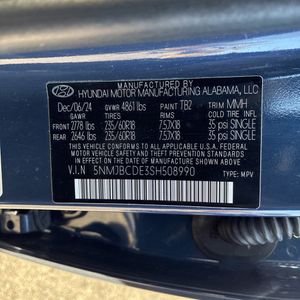 MANUFACTURED BY
HYUNDAI MOTOR MANUFACTURING ALABAMA, LLC
Dec/06/24 GVWR 4861 lbs PAINT TB2 TRIM MMH
GAWR TIRES RIMS COLD TIRE INFL
FRONT 2778 lbs 235/60R18 7.5JX18 35 psi SINGLE
REAR 2646 lbs 235/60R18 7.5JX18 35 psi SINGLE
THIS VEHICLE CONFORMS TO ALL APPLICABLE
U.S. FEDERAL MOTOR VEHICLE SAFETY
STANDARDS IN EFFECT ON THE DATE OF
MANUFACTURE SHOWN ABOVE.
V.I.N 5NMJBCDE3SH508990 TYPE: MPV